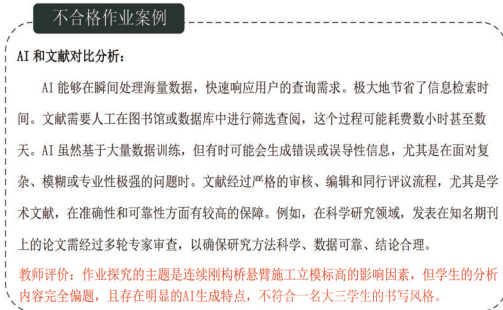 不合格作业案例
AI 和文献对比分析：
AI 能够在瞬间处理海量数据，快速响应用户的查询需求。极大地节省了信息检索时
间。文献需要人工在图书馆或数据库中进行筛选查阅，这个过程可能耗费数小时甚至数
天。AI 虽然基于大量数据训练，但有时可能会生成错误或误导性信息，尤其是在面对复
杂、模糊或专业性极强的问题时。文献经过严格的审核、编辑和同行评议流程，尤其是学
术文献，在准确性和可靠性方面有较高的保障。例如，在科学研究领域，发表在知名期刊
上的论文需经过多轮专家审查，以确保研究方法科学、数据可靠、结论合理。
教师评价：作业探究的主题是连续刚构桥悬臂施工立模标高的影响因素，但学生的分析
内容完全偏题，且存在明显的AI生成特点，不符合一名大三学生的书写风格。